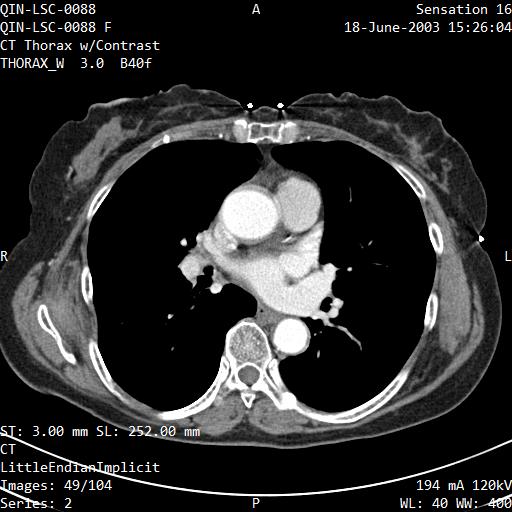 QIN-LSC-0088
A
Sensation 16
QIN-LSC-0088 F
18-June-2003 15:26:04
CT Thorax w/Contrast
THORAX_W 3.0 B40f
R
L
ST: 3.00 mm SL: 252.00 mm
CT
LittleEndianImplicit
Images: 49/104
194 mA 120kV
Series: 2
P
WL: 40 WW: 400